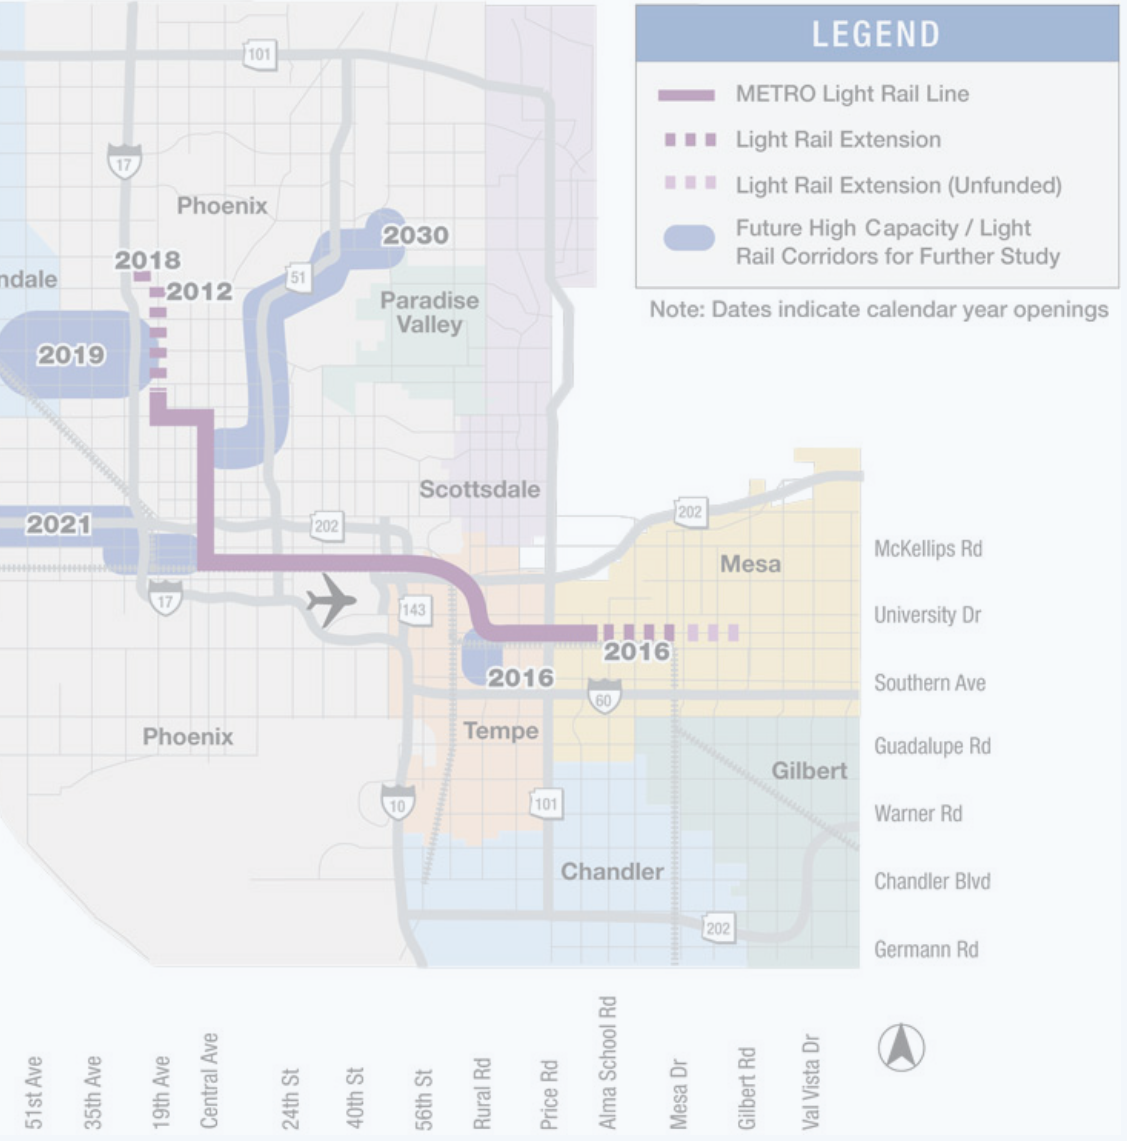 LEGEND
METRO Light Rail Line
Light Rail Extension
Light Rail Extension (Unfunded)
Future High Capacity / Light
Rail Corridors for Further Study
Note: Dates indicate calendar year openings
101
17
Phoenix
2030
2018
51
ndale
2012
Paradise
Valley
2019
Scottsdale
202
2021
202
Mesa
McKellips Rd
17
143
University Dr
2016
2016
60
Southern Ave
Tempe
Phoenix
Guadalupe Rd
Gilbert
10
101
Warner Rd
Chandler
Chandler Blvd
202
Germann Rd
51st Ave
35th Ave
19th Ave
Central Ave
24th St
40th St
56th St
Rural Rd
Price Rd
Alma School Rd
Mesa Dr
Gilbert Rd
Val Vista Dr